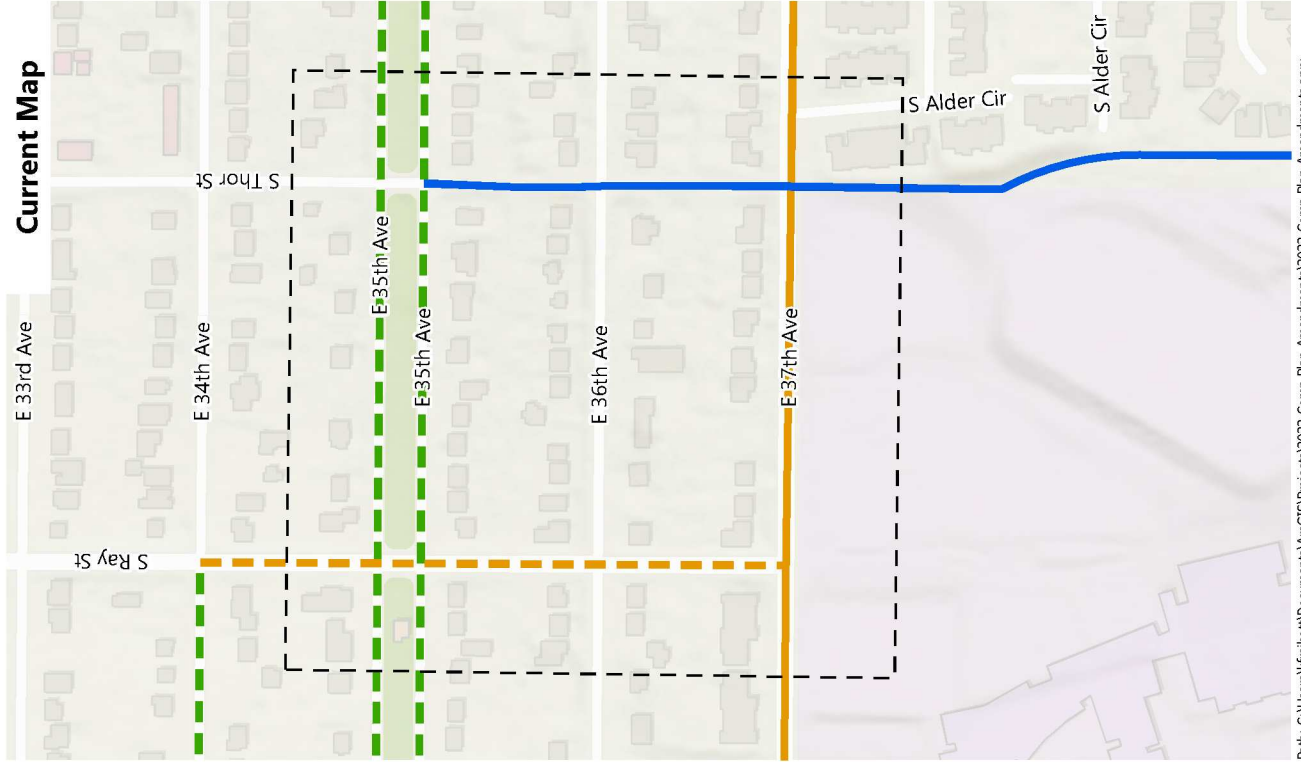 Current Map
S Alder Cir
S Alder Cir
S Thor St
E 35th Ave
E 35th Ave
E 33rd Ave
E 34th Ave
E 36th Ave
E 37th Ave
S Ray St